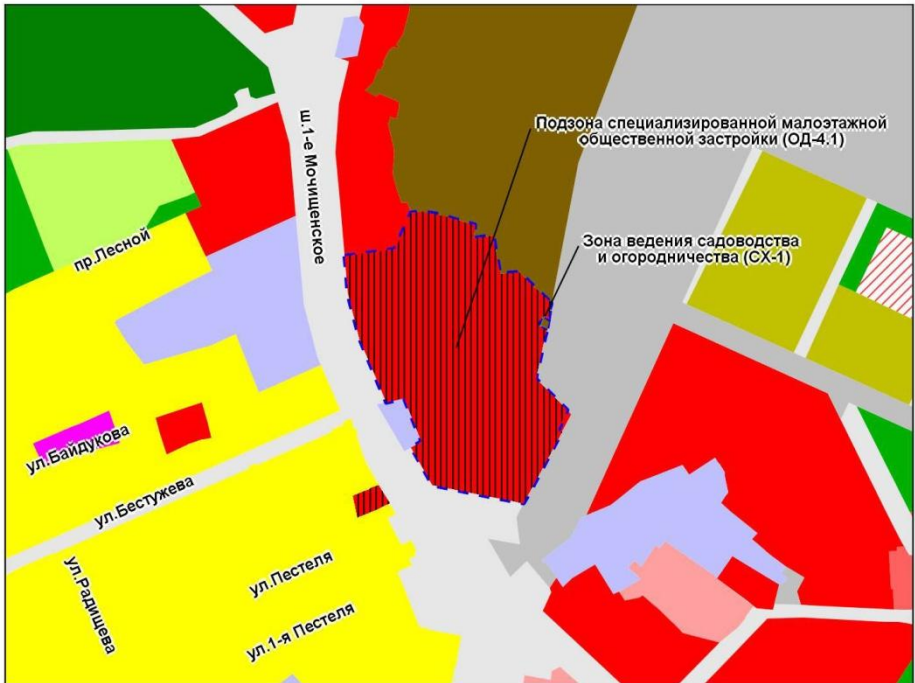 Подзона специализированной малоэтажной
общественной застройки (ОД-4.1)
ш.1-е Мочищенское
Зона ведения садоводства
и огородничества (СХ-1)
пр.Лесной
ул.Байдукова
ул.Бестужева
ул.Радищева
ул.Пестеля
ул.1-я Пестеля